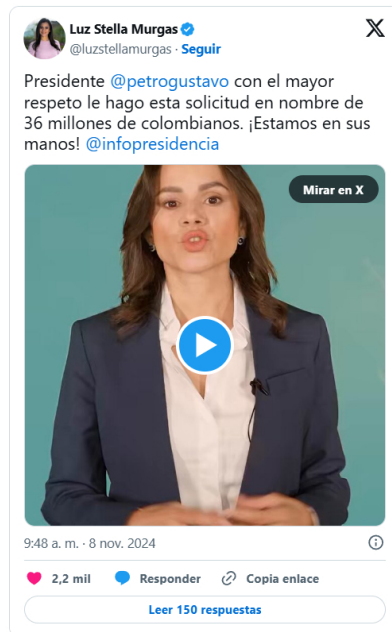 Luz Stella Murgas
@luzstellamurgas · Seguir
Presidente @petrogustavo con el mayor
respeto le hago esta solicitud en nombre de
36 millones de colombianos. ¡Estamos en sus
manos! @infopresidencia
Mirar en X
9:48 a. m. · 8 nov. 2024
2,2 mil Responder Copia enlace
Leer 150 respuestas